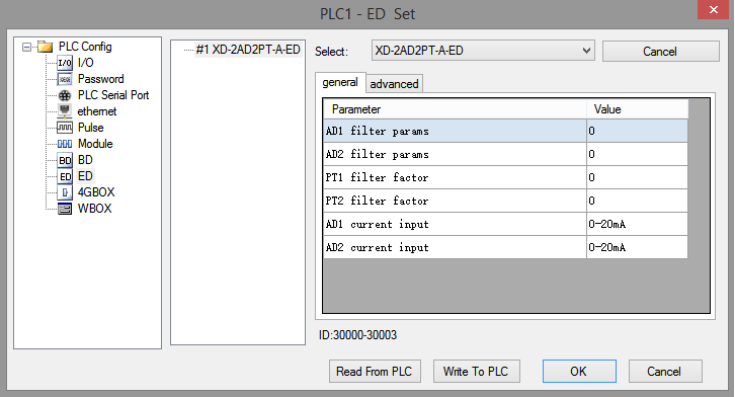 PLC1 - ED Set
PLC Config
I/O I/O
Password
PLC Serial Port
ethernet
Pulse
Module
BD BD
ED ED
4GBOX
WBOX
#1 XD-2AD2PT-A-ED
Select: XD-2AD2PT-A-ED Cancel
general advanced
Parameter Value
AD1 filter params 0
AD2 filter params 0
PT1 filter factor 0
PT2 filter factor 0
AD1 current input 0-20mA
AD2 current input 0-20mA
ID:30000-30003
Read From PLC Write To PLC OK Cancel